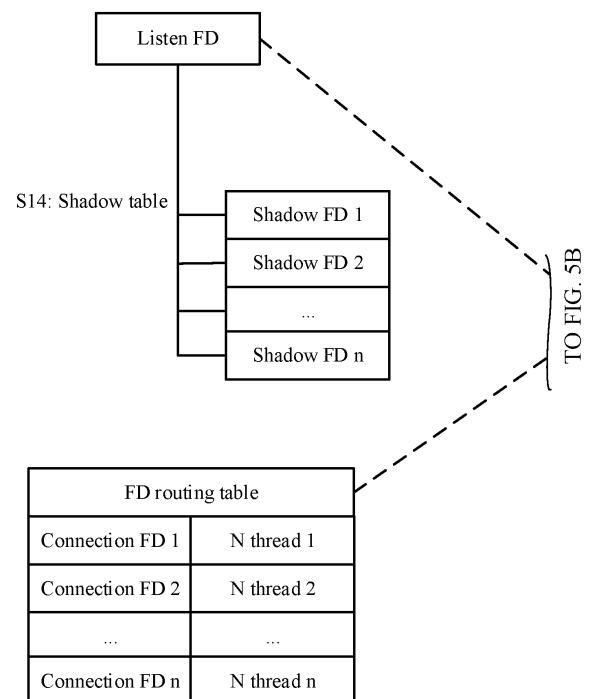 Listen FD
S14: Shadow table
Shadow FD 1
Shadow FD 2
...
Shadow FD n
TO FIG. 5B
FD routing table
Connection FD 1 N thread 1
Connection FD 2 N thread 2
... ...
Connection FD n N thread n